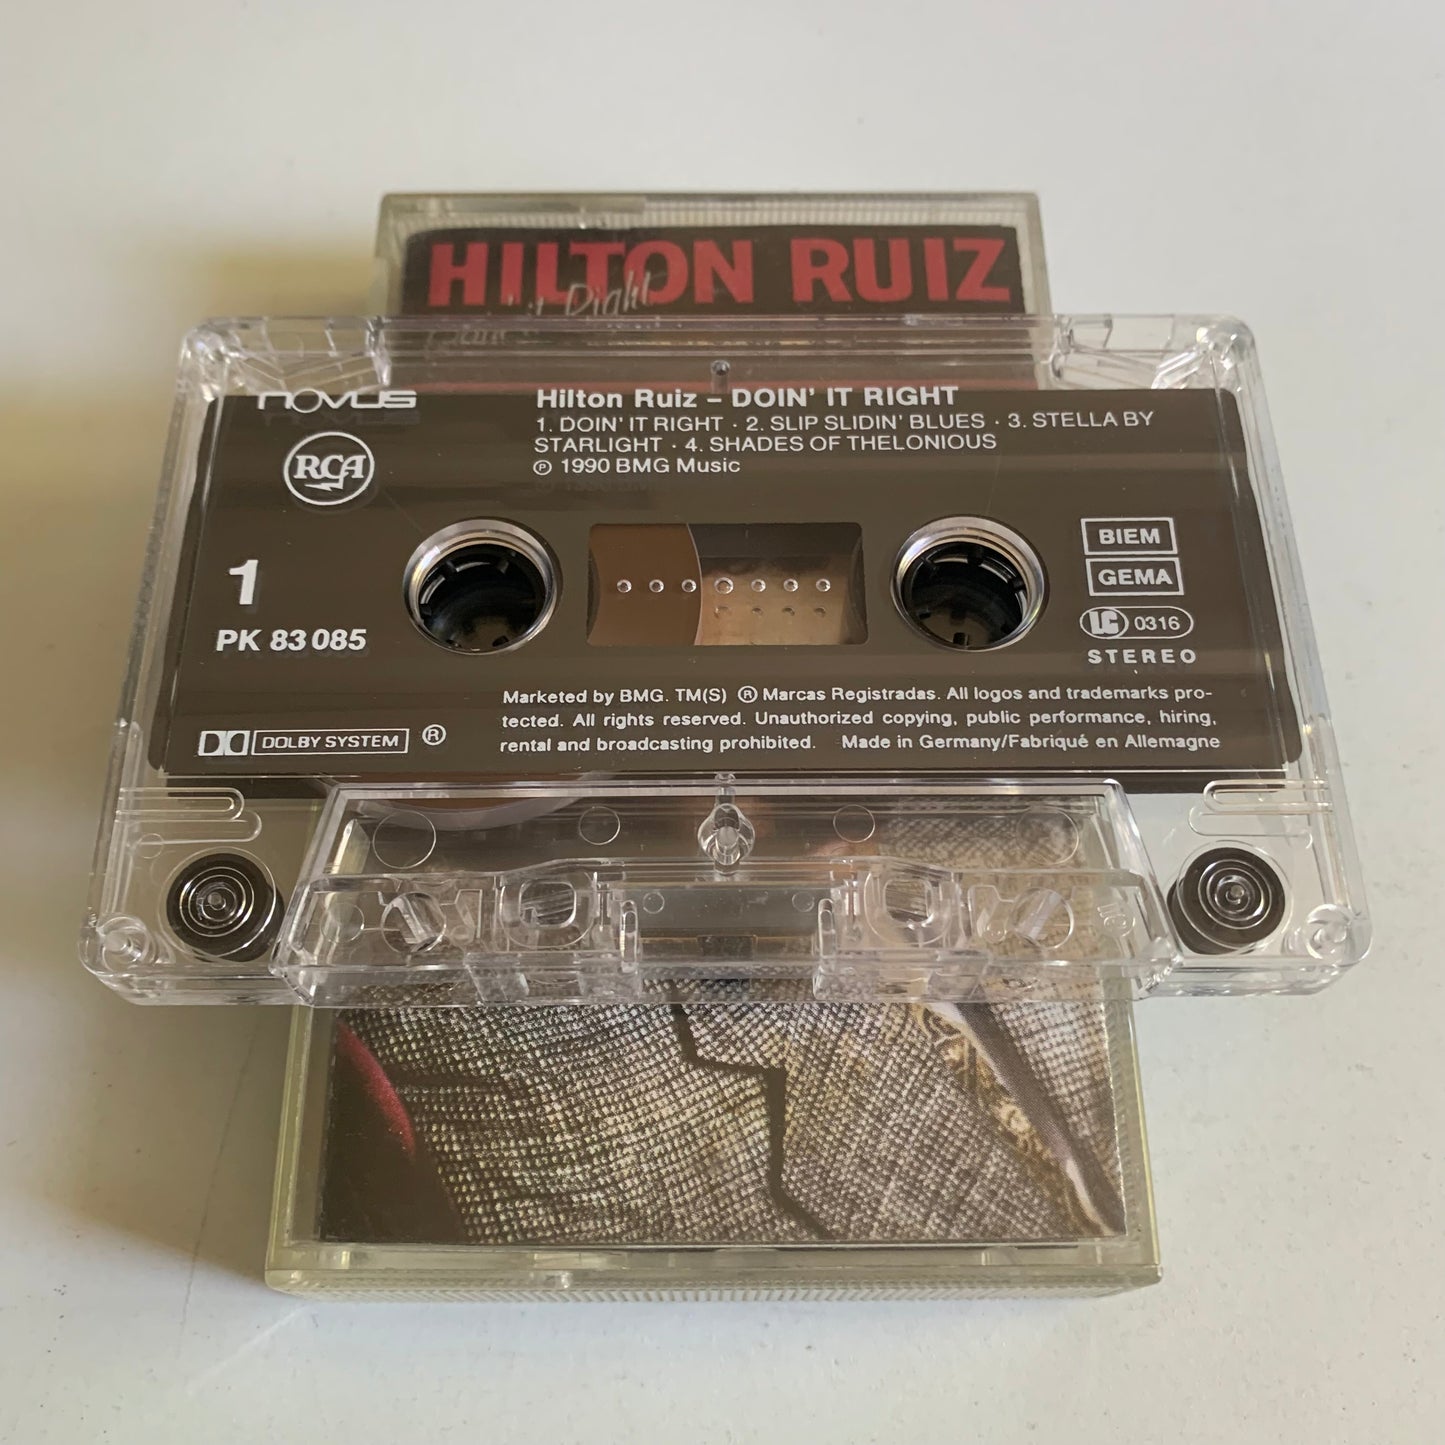 HILTON RUIZ
Doin' it Right
novus
Hilton Ruiz – DOIN' IT RIGHT
1. DOIN' IT RIGHT · 2. SLIP SLIDIN' BLUES · 3. STELLA BY
STARLIGHT · 4. SHADES OF THELONIOUS
℗ 1990 BMG Music
RCA
BIEM
GEMA
LC 0316
STEREO
1
PK 83 085
Marketed by BMG. TM(S) ® Marcas Registradas. All logos and trademarks pro-
tected. All rights reserved. Unauthorized copying, public performance, hiring,
rental and broadcasting prohibited. Made in Germany/Fabriqué en Allemagne
DOLBY SYSTEM ®